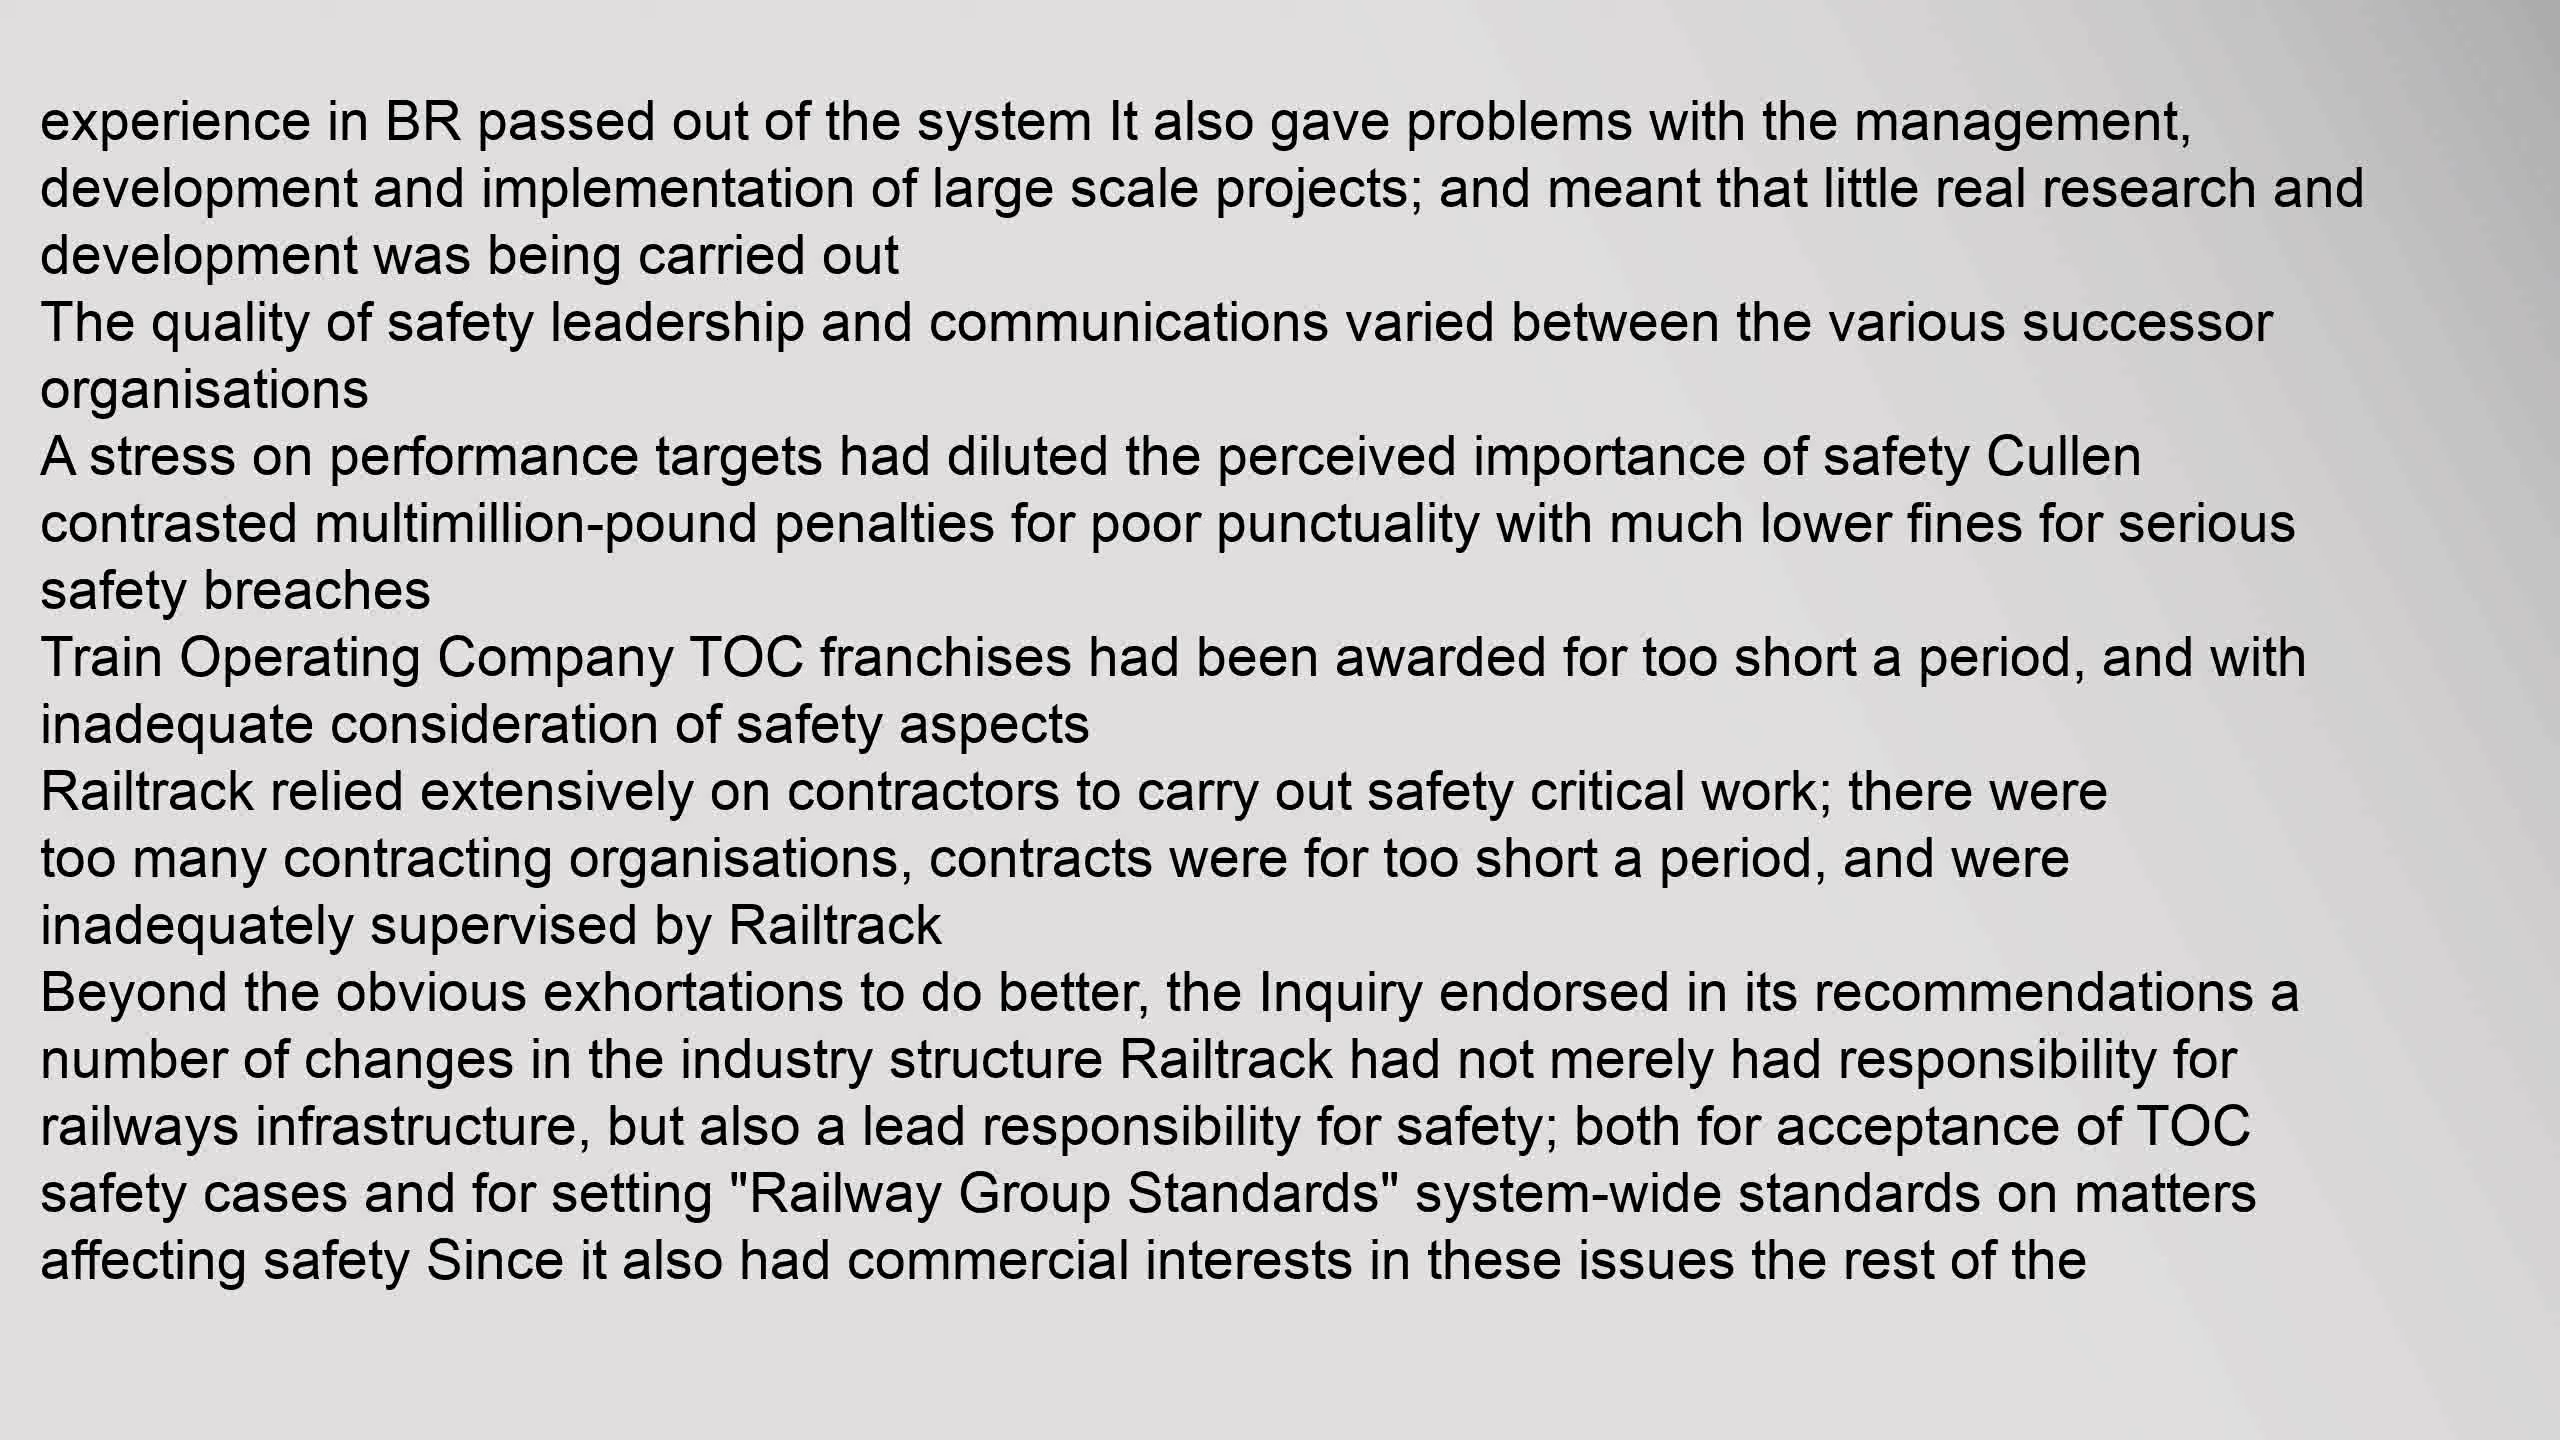 experience in BR passed out of the system It also gave problems with the management,
development and implementation of large scale projects; and meant that little real research and
development was being carried out
The quality of safety leadership and communications varied between the various successor
organisations
A stress on performance targets had diluted the perceived importance of safety Cullen
contrasted multimillion-pound penalties for poor punctuality with much lower fines for serious
safety breaches
Train Operating Company TOC franchises had been awarded for too short a period, and with
inadequate consideration of safety aspects
Railtrack relied extensively on contractors to carry out safety critical work; there were
too many contracting organisations, contracts were for too short a period, and were
inadequately supervised by Railtrack
Beyond the obvious exhortations to do better, the Inquiry endorsed in its recommendations a
number of changes in the industry structure Railtrack had not merely had responsibility for
railways infrastructure, but also a lead responsibility for safety; both for acceptance of TOC
safety cases and for setting "Railway Group Standards" system-wide standards on matters
affecting safety Since it also had commercial interests in these issues the rest of the